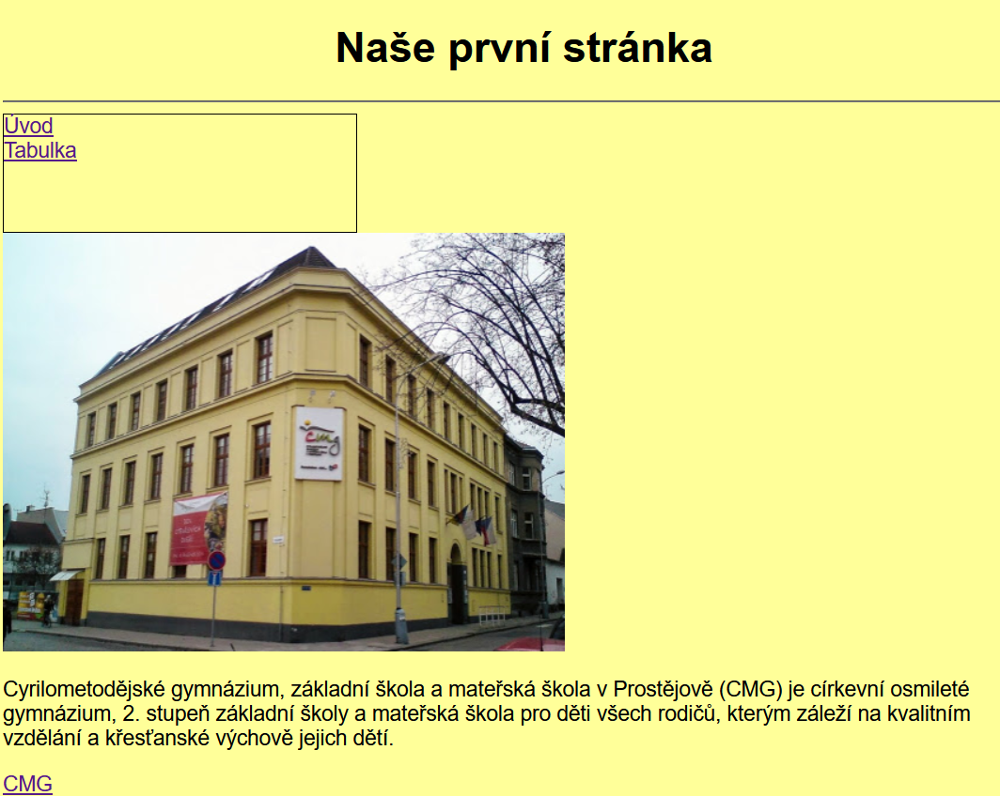 Naše první stránka
Úvod
Tabulka
cmg
Cyrilometodějské gymnázium, základní škola a mateřská škola v Prostějově (CMG) je církevní osmileté
gymnázium, 2. stupeň základní školy a mateřská škola pro děti všech rodičů, kterým záleží na kvalitním
vzdělání a křesťanské výchově jejich dětí.
CMG